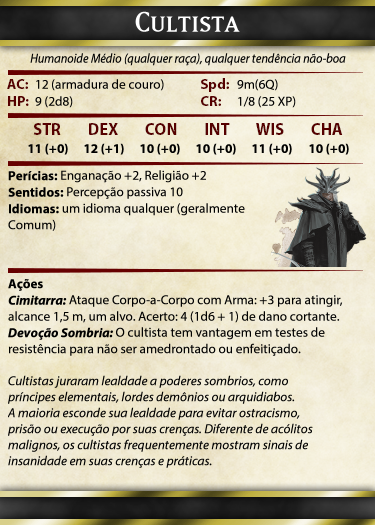 Cultista
Humanoide Médio (qualquer raça), qualquer tendência não-boa
AC: 12 (armadura de couro) Spd: 9m(6Q)
HP: 9 (2d8) CR: 1/8 (25 XP)
STR DEX CON INT WIS CHA
11 (+0) 12 (+1) 10 (+0) 10 (+0) 11 (+0) 10 (+0)
Perícias: Enganação +2, Religião +2
Sentidos: Percepção passiva 10
Idiomas: um idioma qualquer (geralmente
Comum)
Ações
Cimitarra: Ataque Corpo-a-Corpo com Arma: +3 para atingir,
alcance 1,5 m, um alvo. Acerto: 4 (1d6 + 1) de dano cortante.
Devoção Sombria: O cultista tem vantagem em testes de
resistência para não ser amedrontado ou enfeitiçado.
Cultistas juraram lealdade a poderes sombrios, como
príncipes elementais, lordes demônios ou arquidiabos.
A maioria esconde sua lealdade para evitar ostracismo,
prisão ou execução por suas crenças. Diferente de acólitos
malignos, os cultistas frequentemente mostram sinais de
insanidade em suas crenças e práticas.